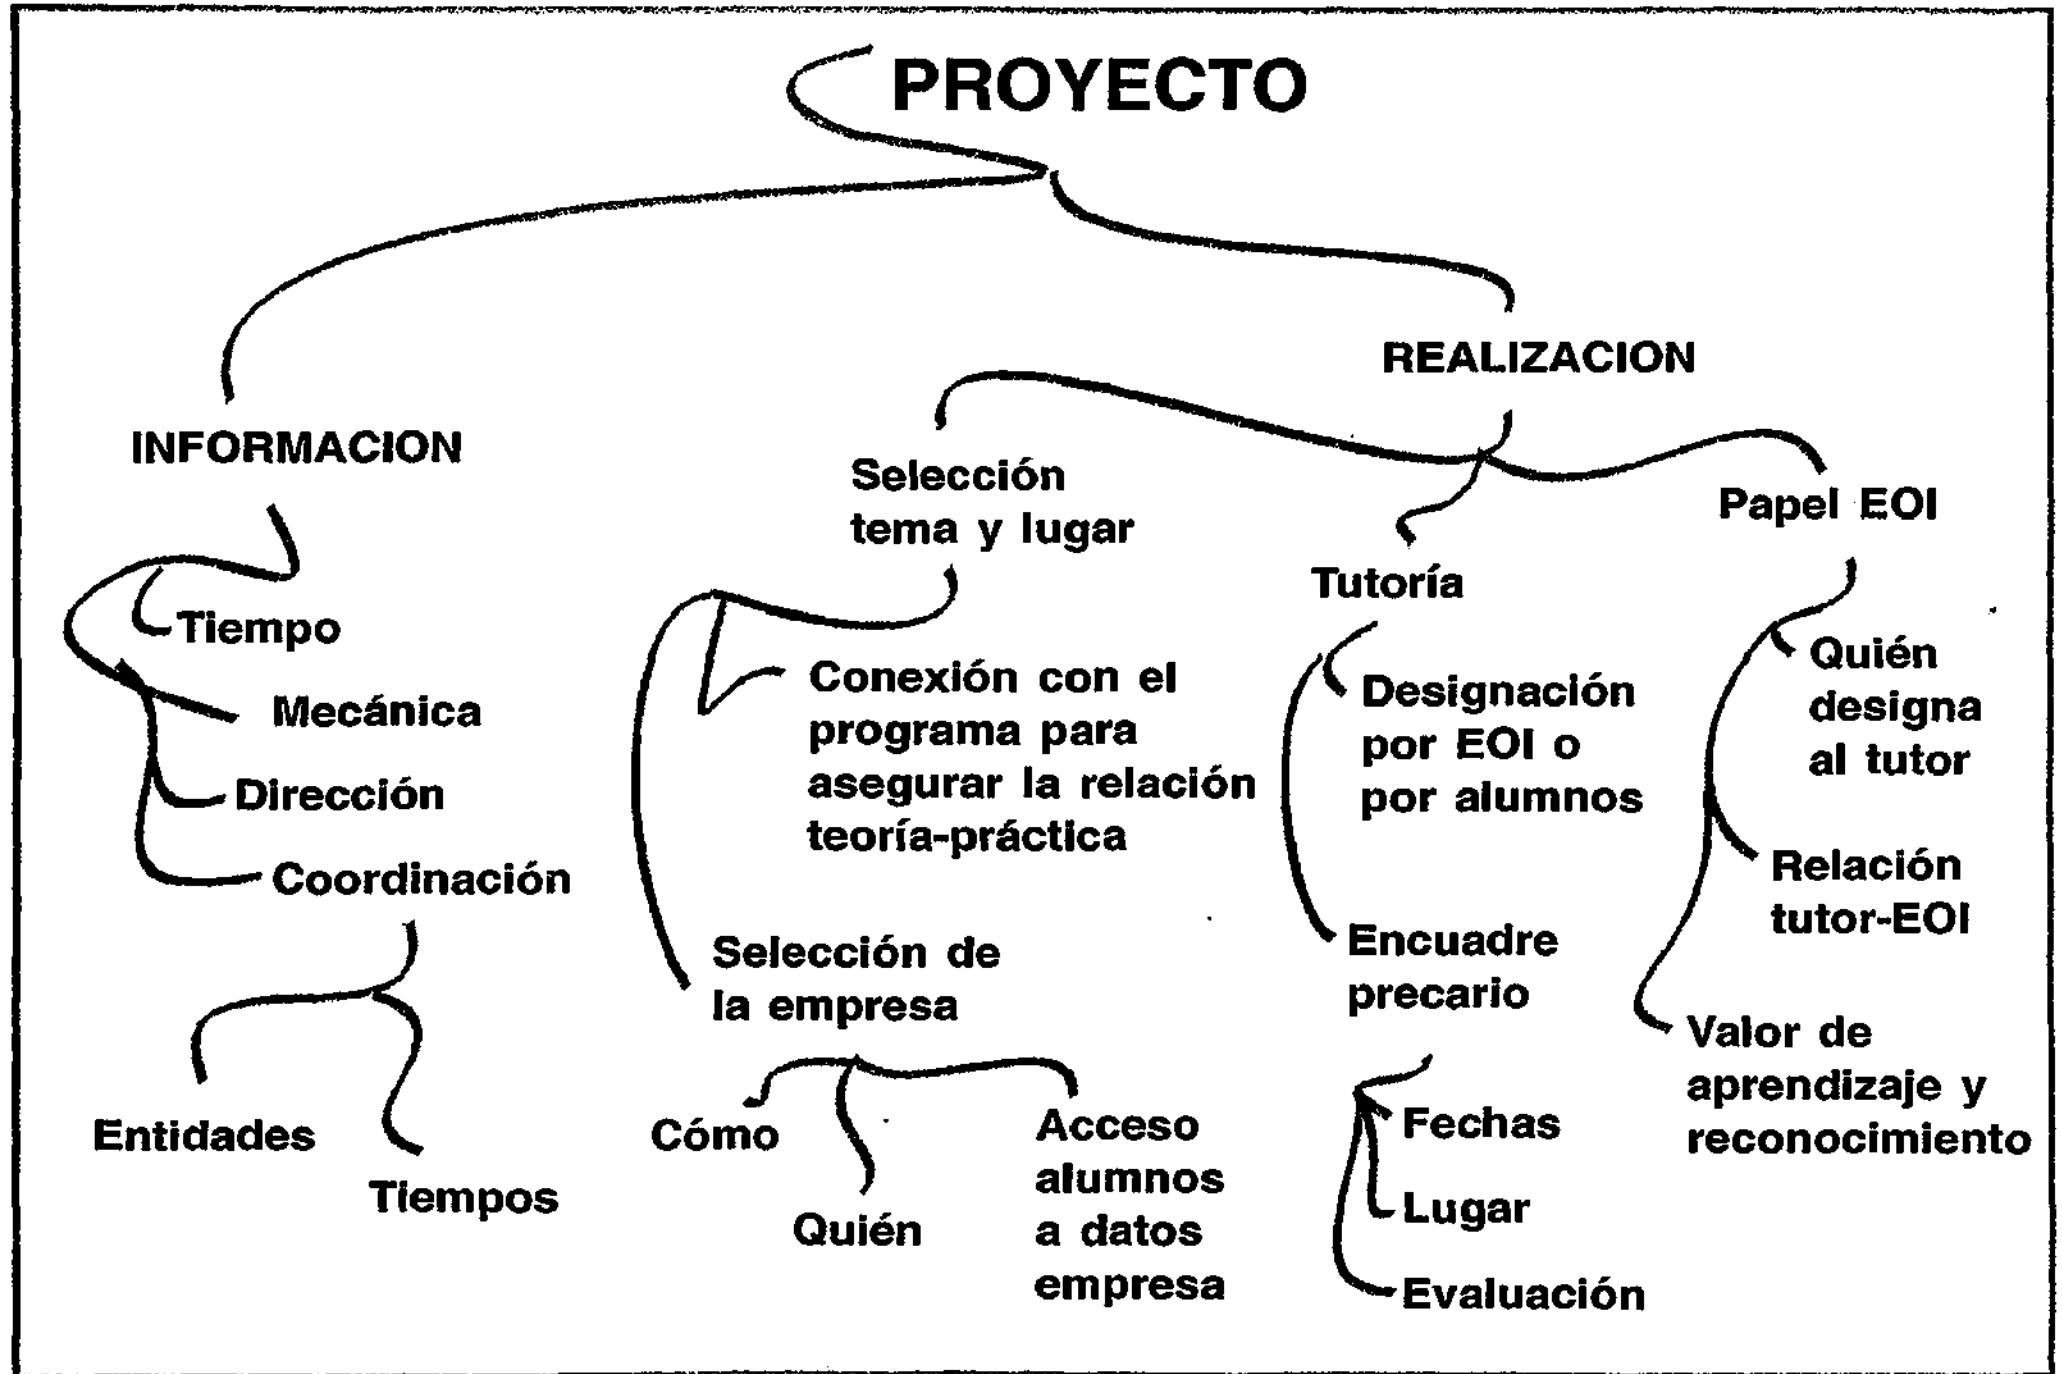 PROYECTO
INFORMACION
Tiempo
Mecánica
Dirección
Coordinación
Entidades
Tiempos
REALIZACION
Selección
tema y lugar
Conexión con el
programa para
asegurar la relación
teoría-práctica
Selección de
la empresa
Cómo
Quién
Acceso
alumnos
a datos
empresa
Tutoría
Designación
por EOI o
por alumnos
Encuadre
precario
Fechas
Lugar
Evaluación
Papel EOI
Quién
designa
al tutor
Relación
tutor-EOI
Valor de
aprendizaje y
reconocimiento